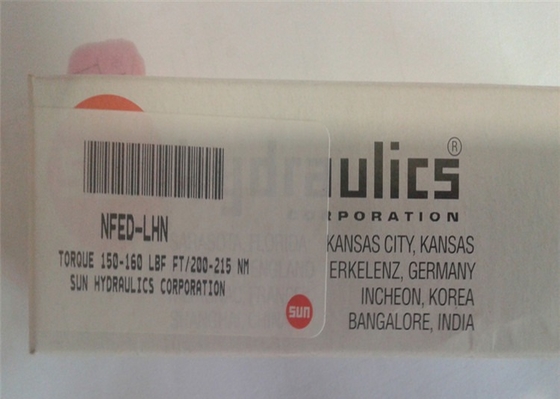 hydraulics®
CORPORATION
NFED-LHN
TORQUE 150-160 LBF FT/200-215 NM
SUN HYDRAULICS CORPORATION
sun
KANSAS CITY, KANSAS
ERKELENZ, GERMANY
INCHEON, KOREA
BANGALORE, INDIA